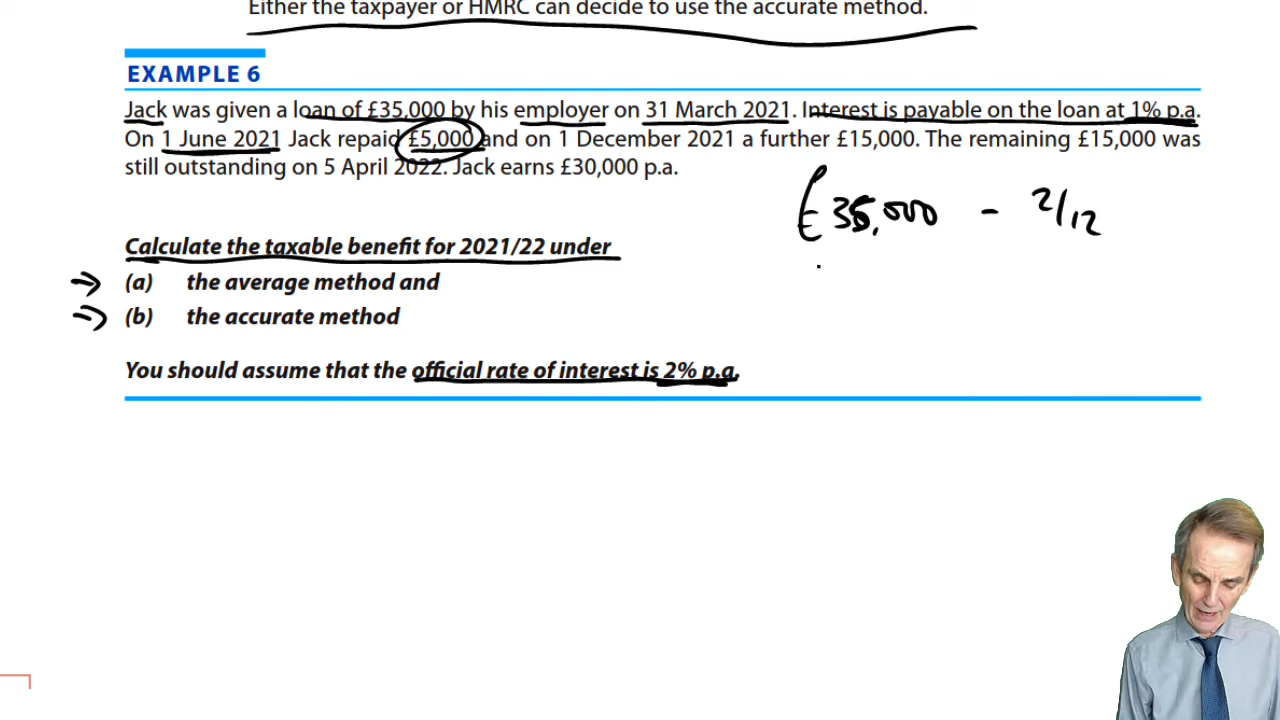 Either the taxpayer or HMRC can decide to use the accurate method.
EXAMPLE 6
Jack was given a loan of £35,000 by his employer on 31 March 2021. Interest is payable on the loan at 1% p.a.
On 1 June 2021 Jack repaid £5,000 and on 1 December 2021 a further £15,000. The remaining £15,000 was
still outstanding on 5 April 2022. Jack earns £30,000 p.a.
£35,000 - 2/12
Calculate the taxable benefit for 2021/22 under
(a) the average method and
(b) the accurate method
You should assume that the official rate of interest is 2% p.a.